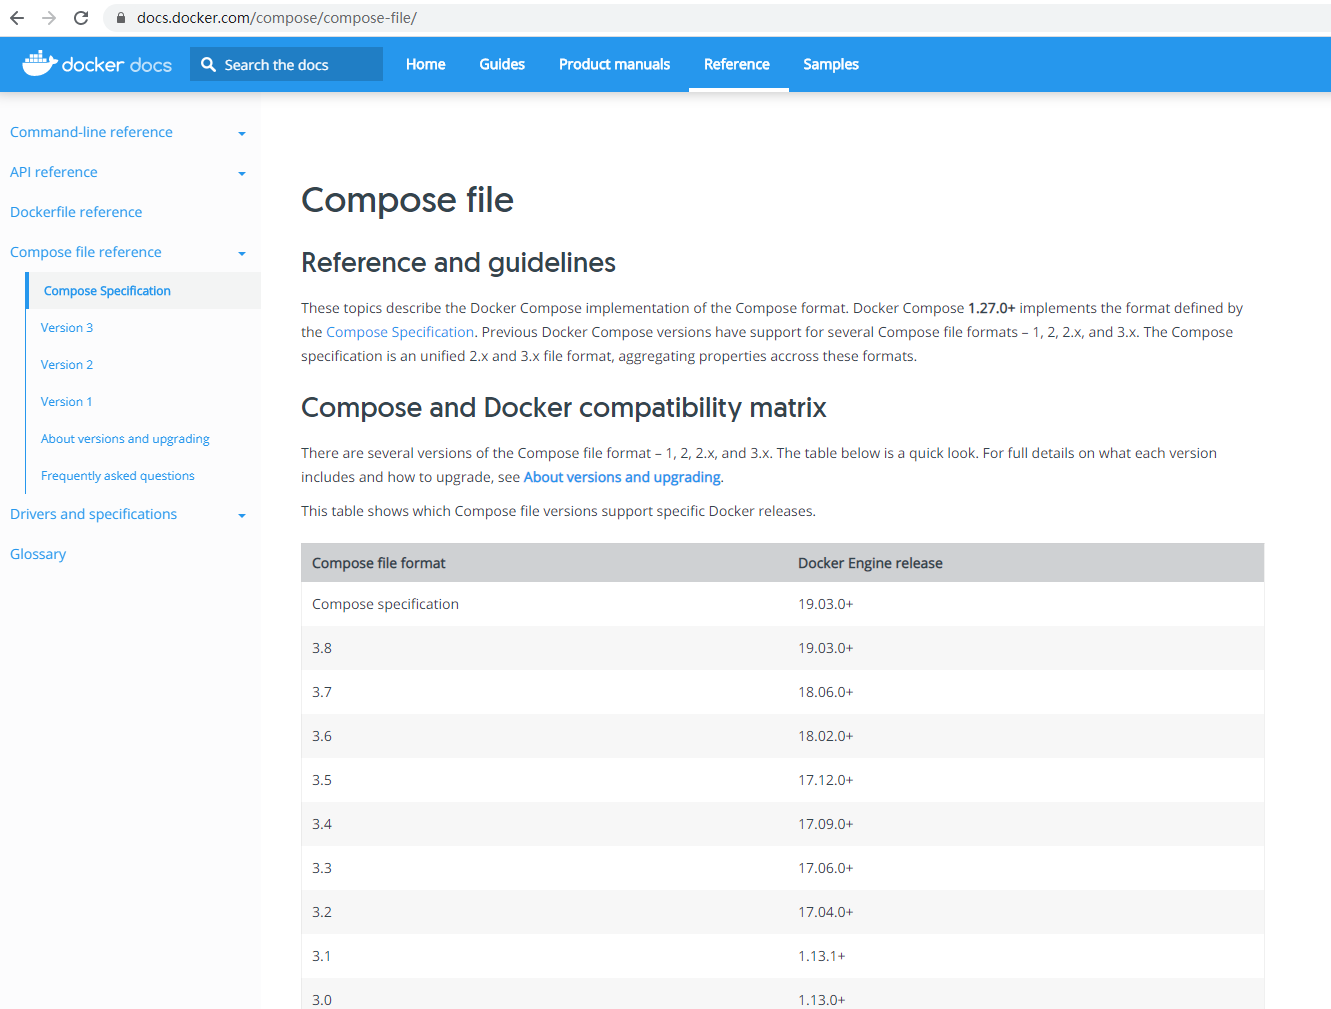 docs.docker.com/compose/compose-file/
docker docs
Search the docs
Home
Guides
Product manuals
Reference
Samples
Command-line reference
API reference
Dockerfile reference
Compose file reference
Compose Specification
Version 3
Version 2
Version 1
About versions and upgrading
Frequently asked questions
Drivers and specifications
Glossary
Compose file
Reference and guidelines
These topics describe the Docker Compose implementation of the Compose format. Docker Compose 1.27.0+ implements the format defined by
the Compose Specification. Previous Docker Compose versions have support for several Compose file formats – 1, 2, 2.x, and 3.x. The Compose
specification is an unified 2.x and 3.x file format, aggregating properties accross these formats.
Compose and Docker compatibility matrix
There are several versions of the Compose file format – 1, 2, 2.x, and 3.x. The table below is a quick look. For full details on what each version
includes and how to upgrade, see About versions and upgrading.
This table shows which Compose file versions support specific Docker releases.
Compose file format Docker Engine release
Compose specification 19.03.0+
3.8 19.03.0+
3.7 18.06.0+
3.6 18.02.0+
3.5 17.12.0+
3.4 17.09.0+
3.3 17.06.0+
3.2 17.04.0+
3.1 1.13.1+
3.0 1.13.0+